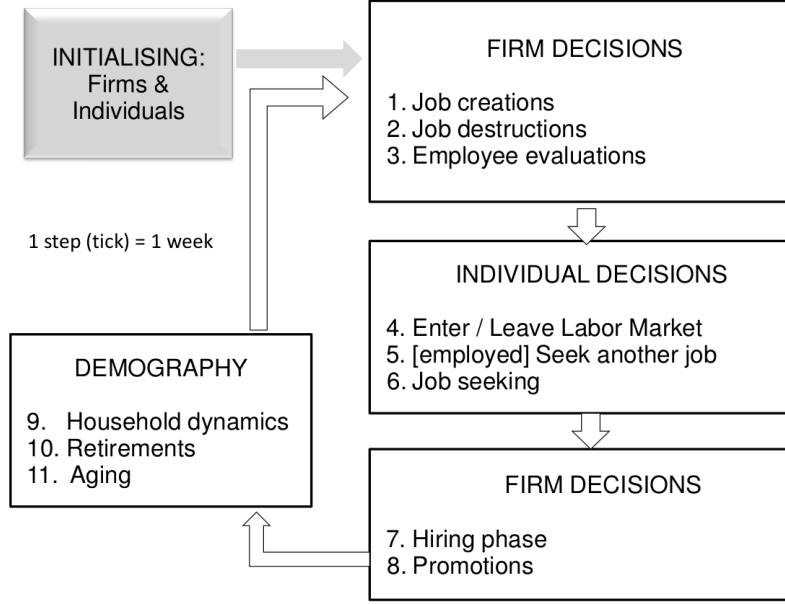 INITIALISING:
Firms &
Individuals
FIRM DECISIONS
1. Job creations
2. Job destructions
3. Employee evaluations
1 step (tick) = 1 week
INDIVIDUAL DECISIONS
4. Enter / Leave Labor Market
5. [employed] Seek another job
6. Job seeking
FIRM DECISIONS
7. Hiring phase
8. Promotions
DEMOGRAPHY
9. Household dynamics
10. Retirements
11. Aging